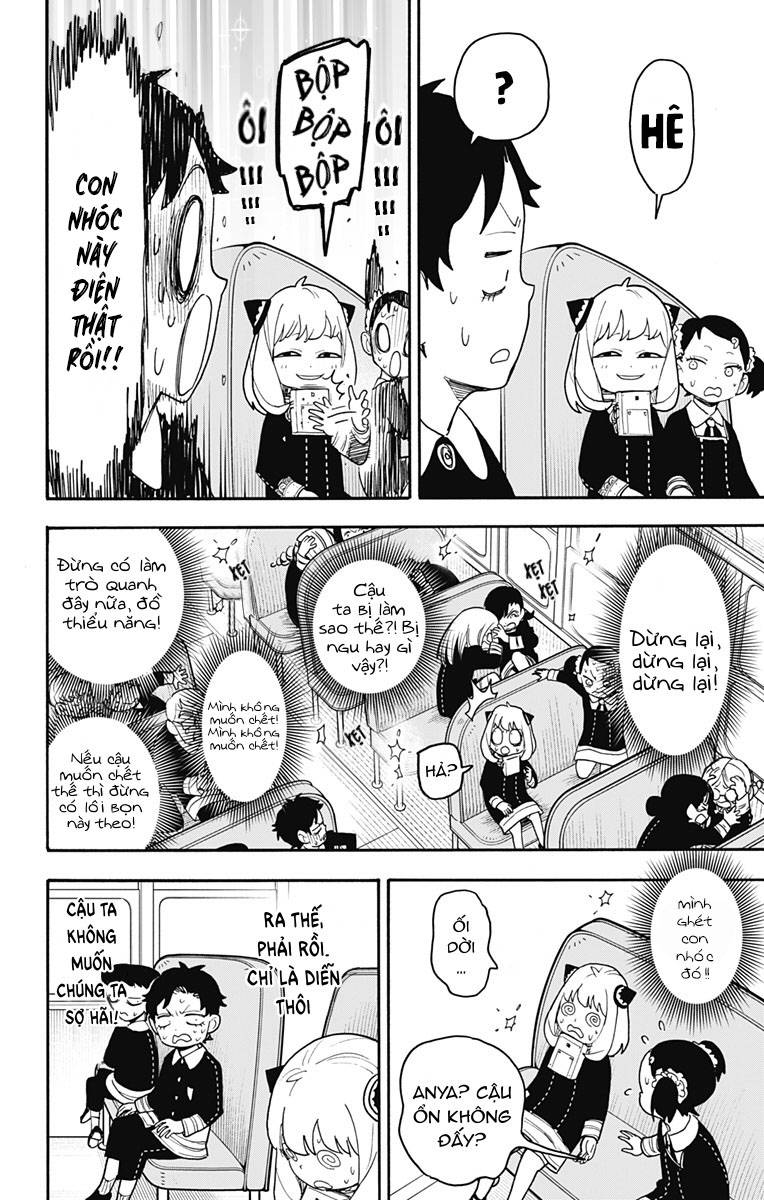 HÊ
?
BỘP
BỘP
BỘP
ÔI
!!!
!!!
ÔI
!!!
!!!
CON
NHÓC
NÀY
ĐIÊN
THẬT
RỒI!!
Dừng lại,
dừng lại,
dừng lại!
KẸT
KẸT
Cậu
ta bị làm
sao thế?! Bị
ngu hay gì
vậy?!
KẸT
Đừng có làm
trò quanh
đây nữa, đồ
thiểu năng!
Mình không
muốn chết!
Mình không
muốn chết!
KẸT
HẢ?
Nếu cậu
muốn chết
thế thì đừng
có lôi bọn
này theo!
mình
ghét
con
nhóc
đó!!
ỐI
DỜI
...
ANYA? CẬU
ỔN KHÔNG
ĐẤY?
RA THẾ,
PHẢI RỒI.
CHỈ LÀ DIỄN
THÔI
CẬU TA
KHÔNG
MUỐN
CHÚNG TA
SỢ HÃI!